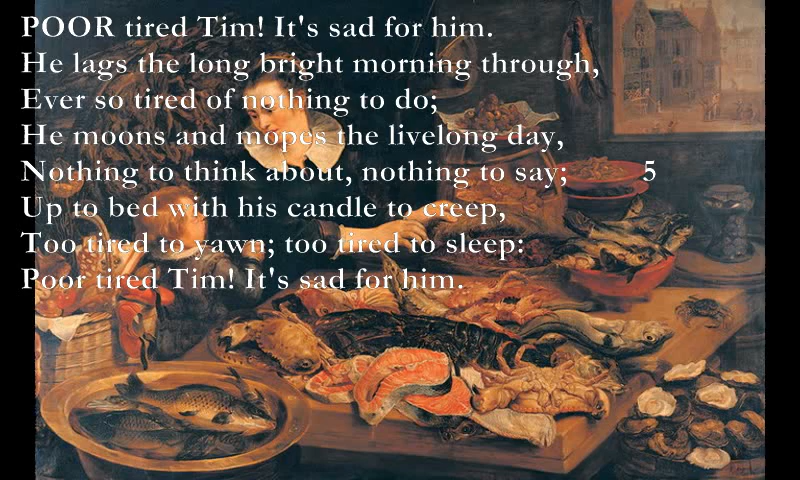 POOR tired Tim! It's sad for him.
He lags the long bright morning through,
Ever so tired of nothing to do;
He moons and mopes the livelong day,
Nothing to think about, nothing to say; 5
Up to bed with his candle to creep,
Too tired to yawn; too tired to sleep:
Poor tired Tim! It's sad for him.